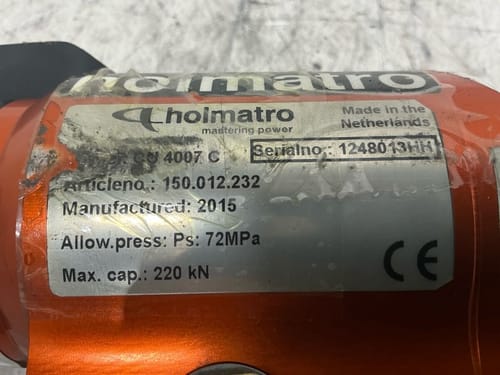 holmatro
holmatro
mastering power
Made in the
Netherlands
4007 C
Serialno.: 1248013HH
Articleno.: 150.012.232
Manufactured: 2015
Allow.press: Ps: 72MPa
Max. cap.: 220 kN
CE